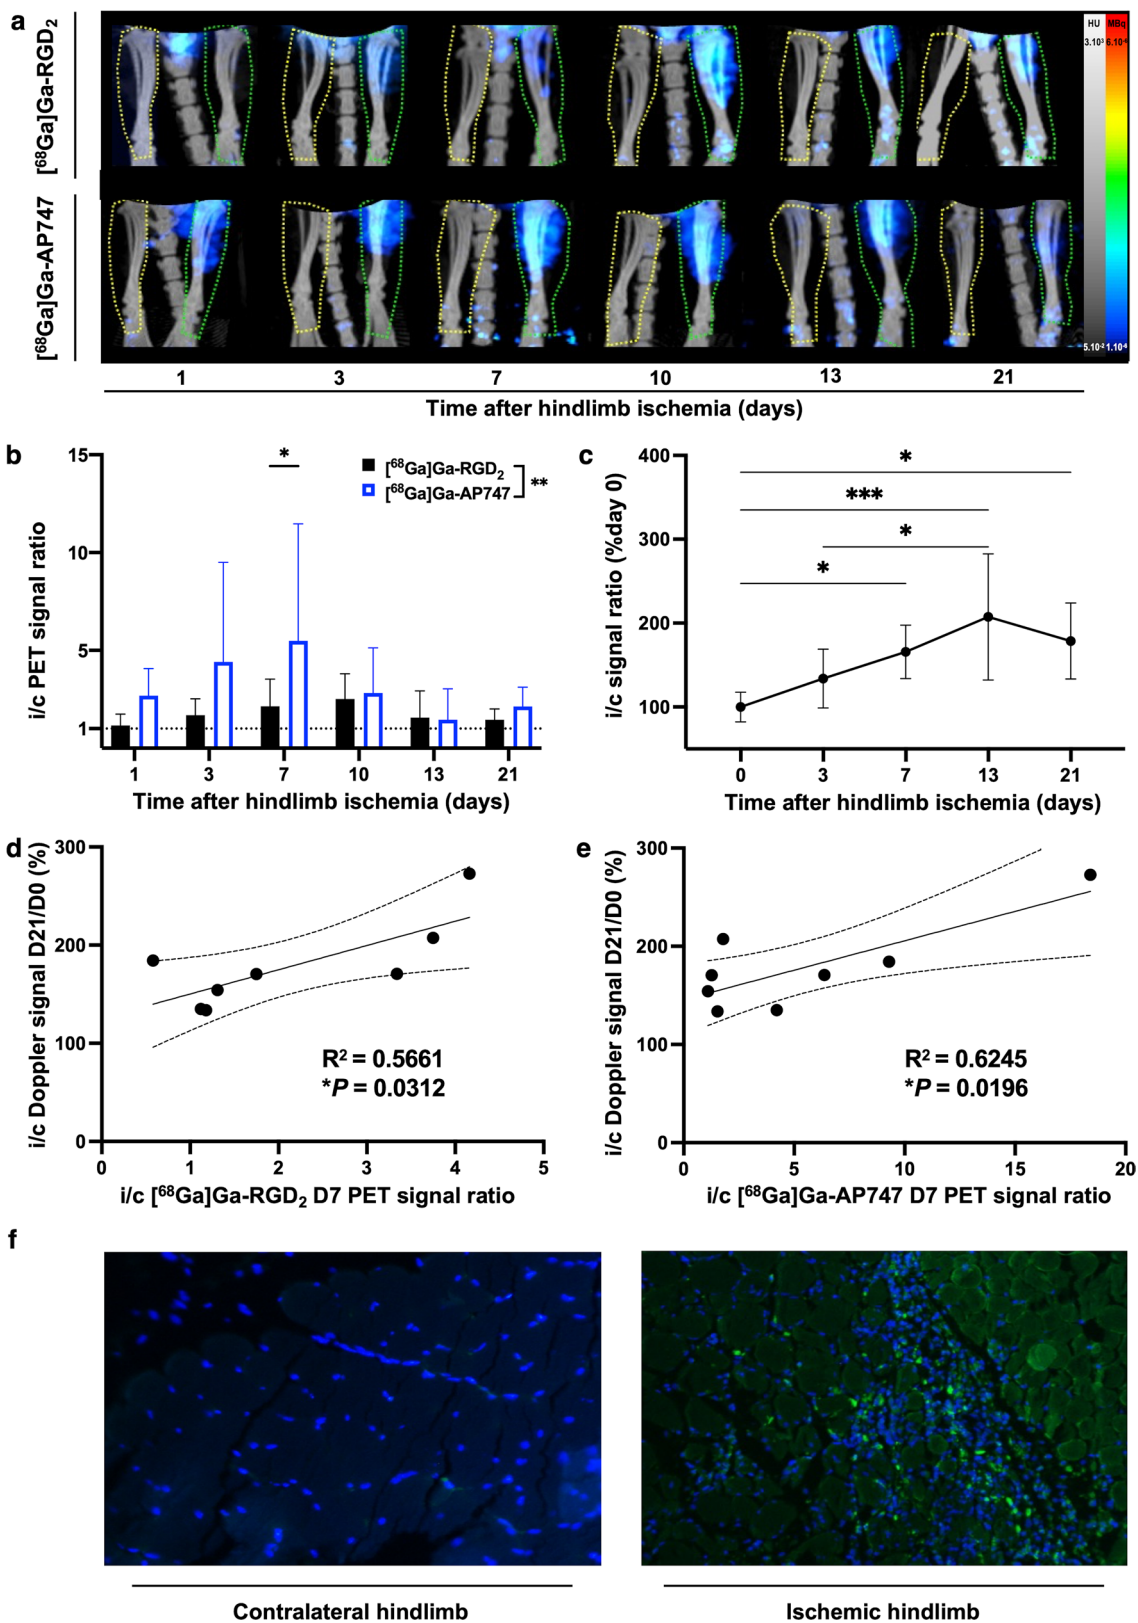 a
[⁶⁸Ga]Ga-RGD₂
HU MBq
3.10³ 6.10⁻⁶
[⁶⁸Ga]Ga-AP747
5.10⁻² 1.10⁻⁶
1 3 7 10 13 21
Time after hindlimb ischemia (days)
b
i/c PET signal ratio
15
10
5
1
*
[⁶⁸Ga]Ga-RGD₂
[⁶⁸Ga]Ga-AP747
**
1 3 7 10 13 21
Time after hindlimb ischemia (days)
c
i/c signal ratio (%day 0)
400
300
200
100
*
***
*
*
0 3 7 13 21
Time after hindlimb ischemia (days)
d
i/c Doppler signal D21/D0 (%)
300
200
100
0
R² = 0.5661
*P = 0.0312
0 1 2 3 4 5
i/c [⁶⁸Ga]Ga-RGD₂ D7 PET signal ratio
e
i/c Doppler signal D21/D0 (%)
300
200
100
0
R² = 0.6245
*P = 0.0196
0 5 10 15 20
i/c [⁶⁸Ga]Ga-AP747 D7 PET signal ratio
f
Contralateral hindlimb
Ischemic hindlimb